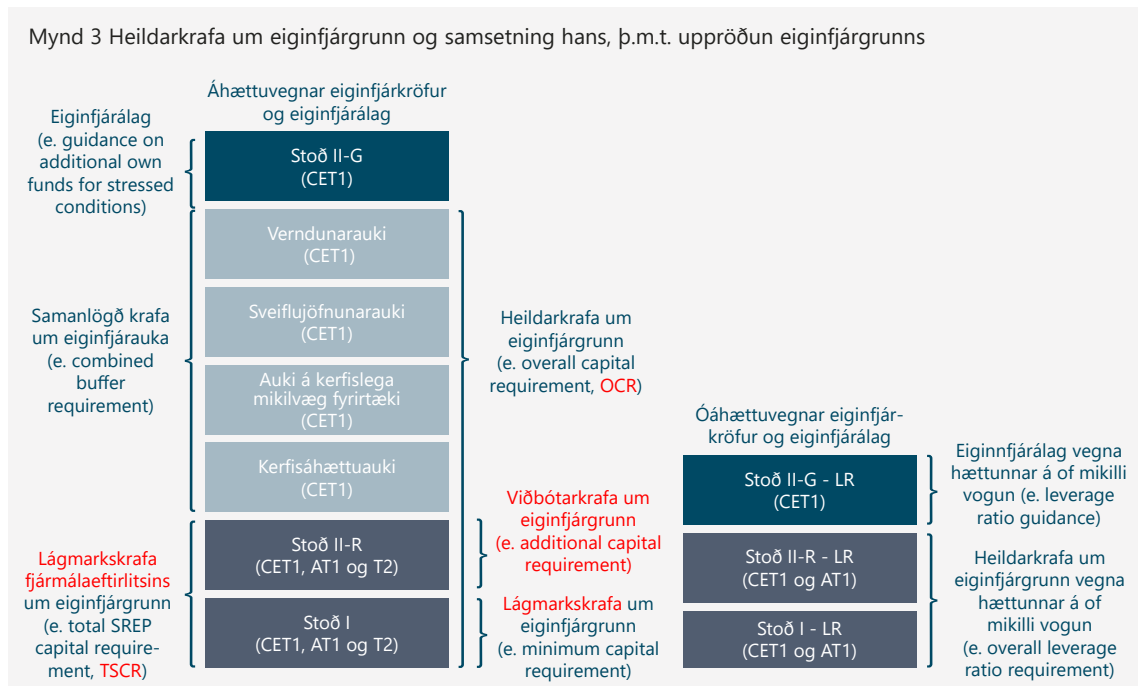 Mynd 3 Heildarkrafa um eiginfjárgrunn og samsetning hans, þ.m.t. uppröðun eiginfjárgrunns
Áhættuvegnar eiginfjárkröfur
og eiginfjárálag
Eiginfjárálag
(e. guidance on
additional own
funds for stressed
conditions)
Stoð II-G
(CET1)
Verndunarauki
(CET1)
Sveiflujöfnunarauki
(CET1)
Auki á kerfislega
mikilvæg fyrirtæki
(CET1)
Kerfisáhættuauki
(CET1)
Stoð II-R
(CET1, AT1 og T2)
Stoð I
(CET1, AT1 og T2)
Samanlögð krafa
um eiginfjárauka
(e. combined
buffer
requirement)
Lágmarkskrafa
fjármálaeftirlitsins
um eiginfjárgrunn
(e. total SREP
capital require-
ment, TSCR)
Heildarkrafa um
eiginfjárgrunn
(e. overall capital
requirement, OCR)
Viðbótarkrafa um
eiginfjárgrunn
(e. additional capital
requirement)
Lágmarkskrafa um
eiginfjárgrunn
(e. minimum capital
requirement)
Óáhættuvegnar eiginfjár-
kröfur og eiginfjárálag
Stoð II-G - LR
(CET1)
Stoð II-R - LR
(CET1 og AT1)
Stoð I - LR
(CET1 og AT1)
Eiginnfjárálag vegna
hættunnar á of mikilli
vogun (e. leverage
ratio guidance)
Heildarkrafa um
eiginfjárgrunn vegna
hættunnar á of
mikilli vogun
(e. overall leverage
ratio requirement)